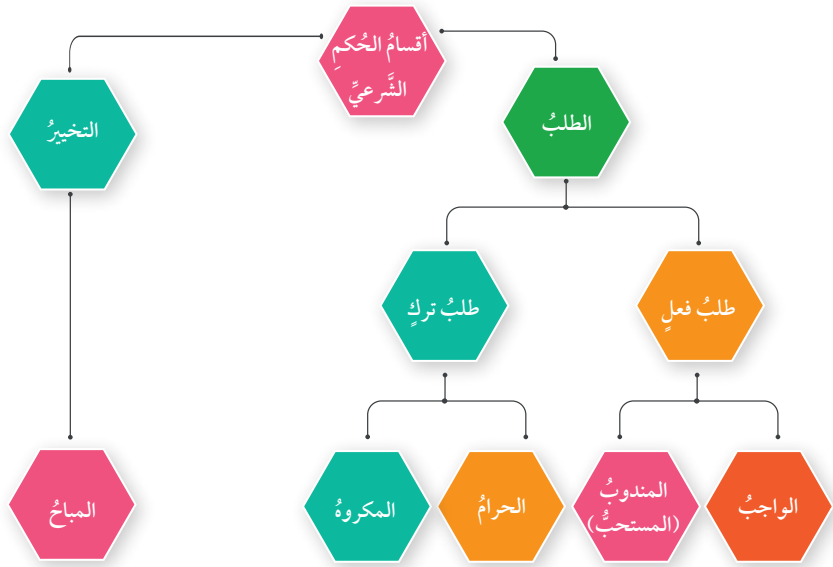 أقسامُ الحُكمِ
الشَّرعيِّ
الطلبُ
التخييرُ
طلبُ فعلٍ
طلبُ تركٍ
الواجبُ
المندوبُ
(المستحبُّ)
الحرامُ
المكروهُ
المباحُ